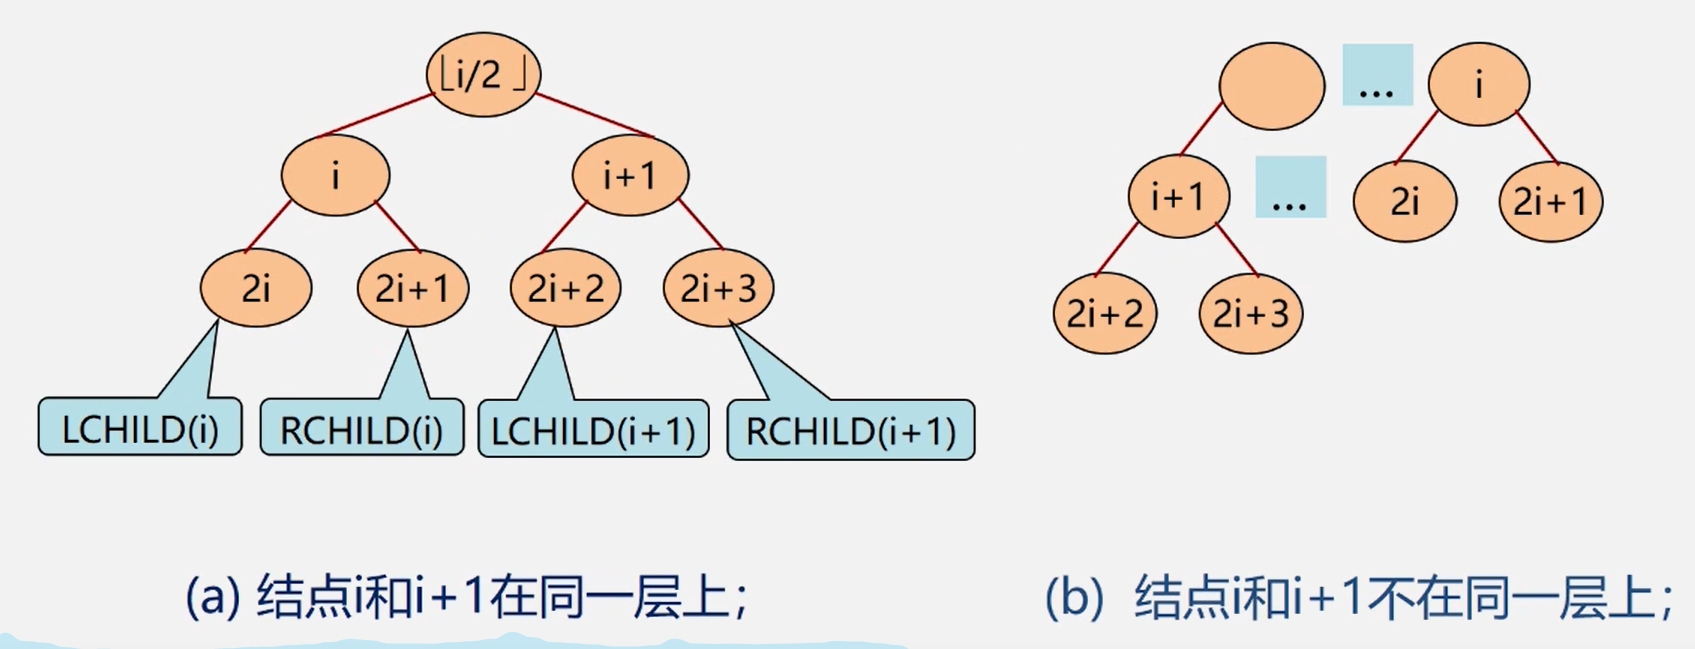 ⌊i/2 ⌋
i
i+1
2i
2i+1
2i+2
2i+3
LCHILD(i)
RCHILD(i)
LCHILD(i+1)
RCHILD(i+1)
(a) 结点i和i+1在同一层上;
...
i
i+1
...
2i
2i+1
2i+2
2i+3
(b) 结点i和i+1不在同一层上;